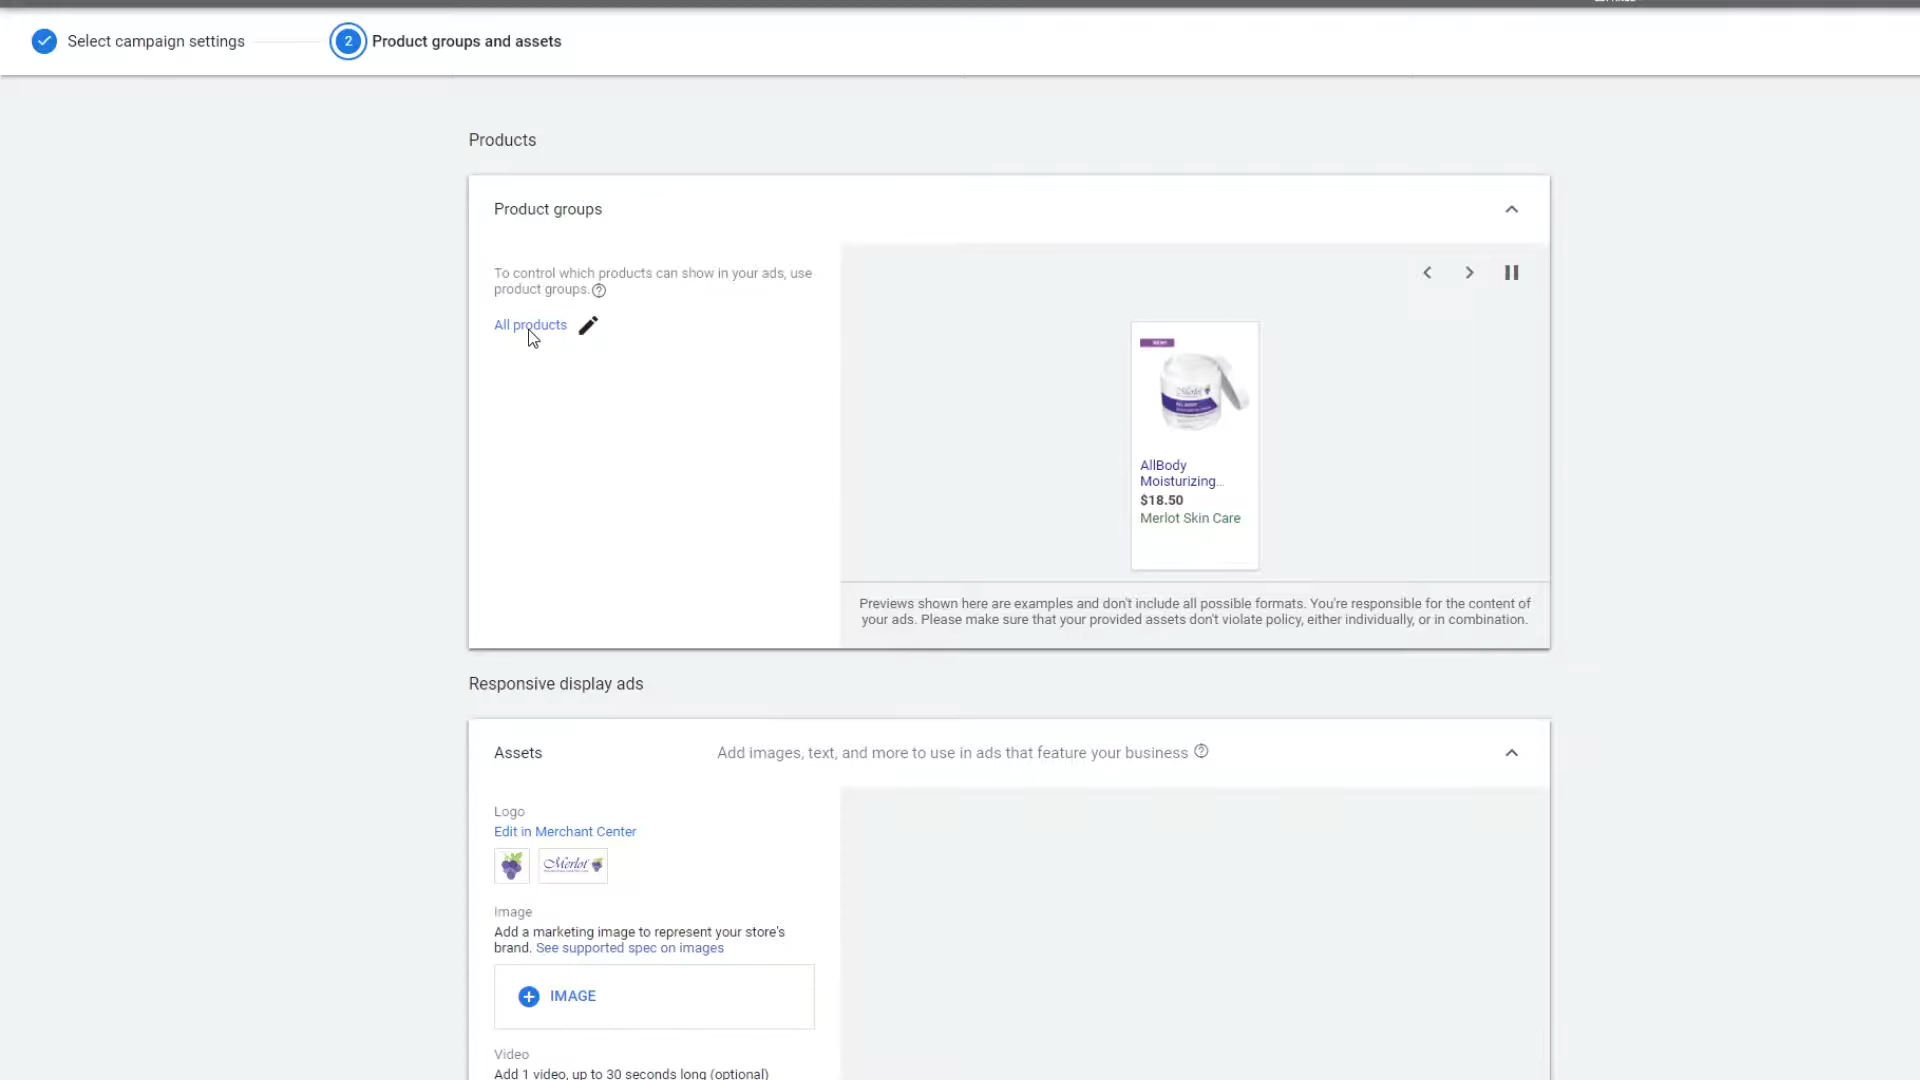 Select campaign settings
2
Product groups and assets
Products
Product groups
To control which products can show in your ads, use
product groups.
All products
NEW!
Merlot
AllBody
Moisturizing...
$18.50
Merlot Skin Care
Previews shown here are examples and don't include all possible formats. You're responsible for the content of
your ads. Please make sure that your provided assets don't violate policy, either individually, or in combination.
Responsive display ads
Assets
Add images, text, and more to use in ads that feature your business
Logo
Edit in Merchant Center
Merlot
Image
Add a marketing image to represent your store's
brand. See supported spec on images
IMAGE
Video
Add 1 video, up to 30 seconds long (optional)